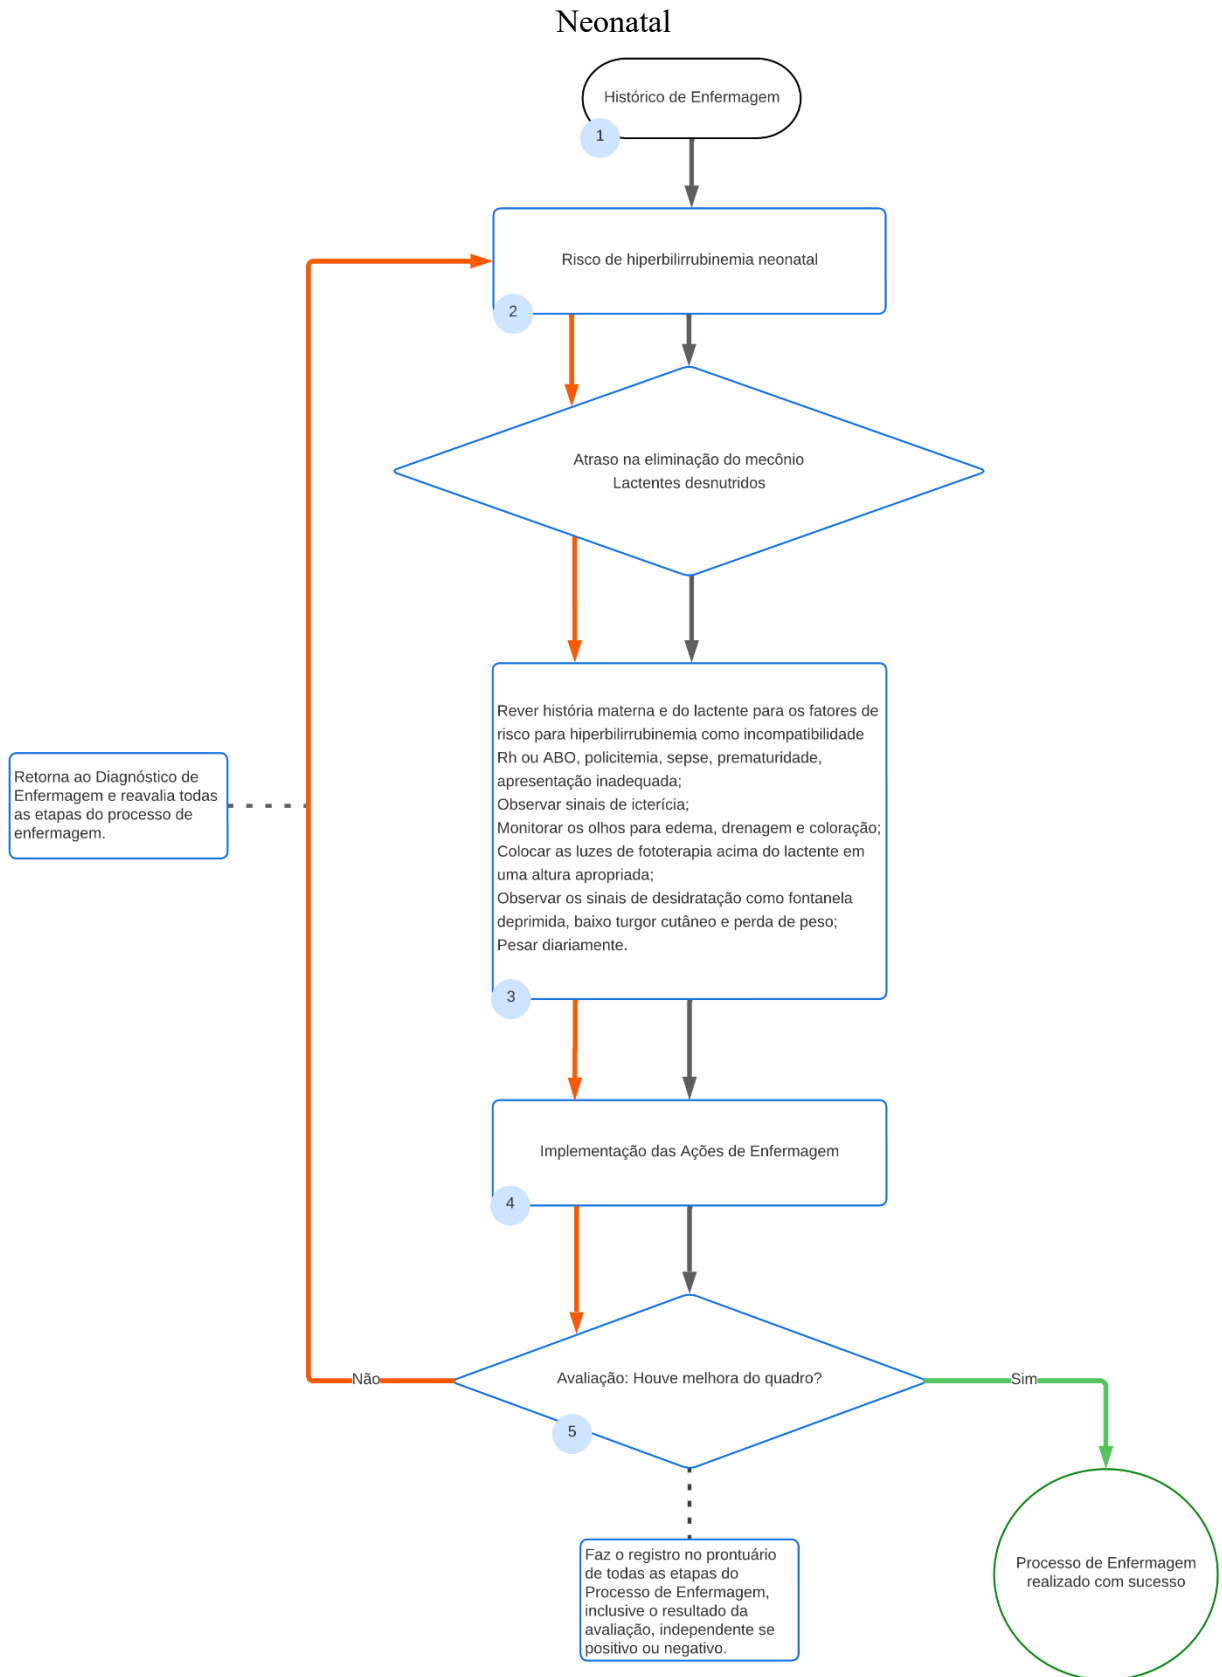 Neonatal
Histórico de Enfermagem
1
Risco de hiperbilirrubinemia neonatal
2
Atraso na eliminação do mecônio
Lactentes desnutridos
Rever história materna e do lactente para os fatores de
risco para hiperbilirrubinemia como incompatibilidade
Rh ou ABO, policitemia, sepse, prematuridade,
apresentação inadequada;
Observar sinais de icterícia;
Monitorar os olhos para edema, drenagem e coloração;
Colocar as luzes de fototerapia acima do lactente em
uma altura apropriada;
Observar os sinais de desidratação como fontanela
deprimida, baixo turgor cutâneo e perda de peso;
Pesar diariamente.
3
Retorna ao Diagnóstico de
Enfermagem e reavalia todas
as etapas do processo de
enfermagem.
Implementação das Ações de Enfermagem
4
Não
Avaliação: Houve melhora do quadro?
Sim
5
Faz o registro no prontuário
de todas as etapas do
Processo de Enfermagem,
inclusive o resultado da
avaliação, independente se
positivo ou negativo.
Processo de Enfermagem
realizado com sucesso